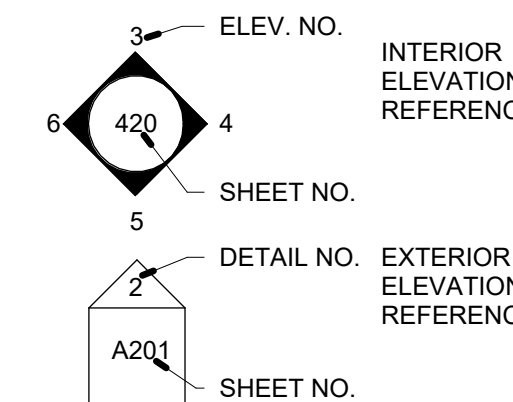 3
ELEV. NO.
INTERIOR
ELEVATION
REFERENC
6
420
4
SHEET NO.
5
DETAIL NO.
EXTERIOR
ELEVATION
REFERENC
2
A201
SHEET NO.